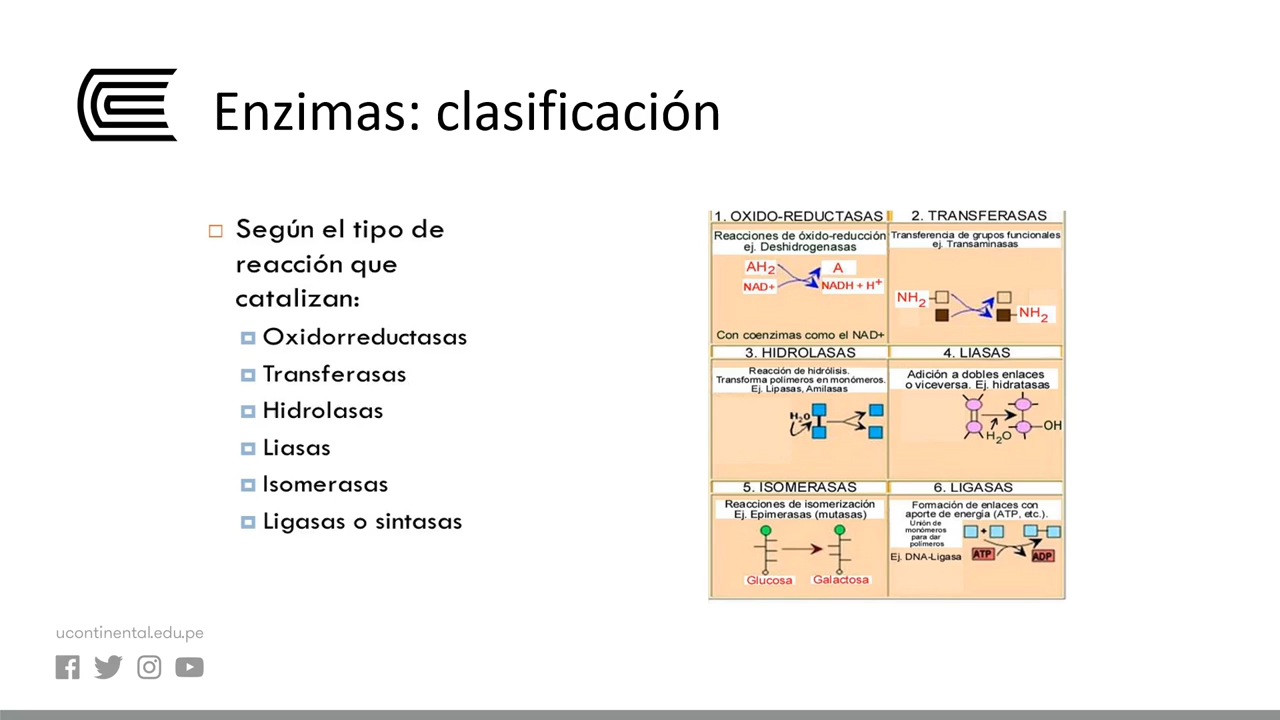 Enzimas: clasificación
Según el tipo de
reacción que
catalizan:
Oxidorreductasas
Transferasas
Hidrolasas
Liasas
Isomerasas
Ligasas o sintasas
1. OXIDO-REDUCTASAS
Reacciones de óxido-reducción
ej. Deshidrogenasas
AH2 A
NAD+ NADH + H+
Con coenzimas como el NAD+
2. TRANSFERASAS
Transferencia de grupos funcionales
ej. Transaminasas
NH2
NH2
3. HIDROLASAS
Reacción de hidrólisis.
Transforma polímeros en monómeros.
Ej. Lipasas, Amilasas
H2O
4. LIASAS
Adición a dobles enlaces
o viceversa. Ej. hidratasas
OH
H2O
5. ISOMERASAS
Reacciones de isomerización
Ej. Epimerasas (mutasas)
Glucosa Galactosa
6. LIGASAS
Formación de enlaces con
aporte de energía (ATP, etc.).
Unión de
monómeros
para dar
polímeros
+
Ej. DNA-Ligasa
ATP ADP
ucontinental.edu.pe